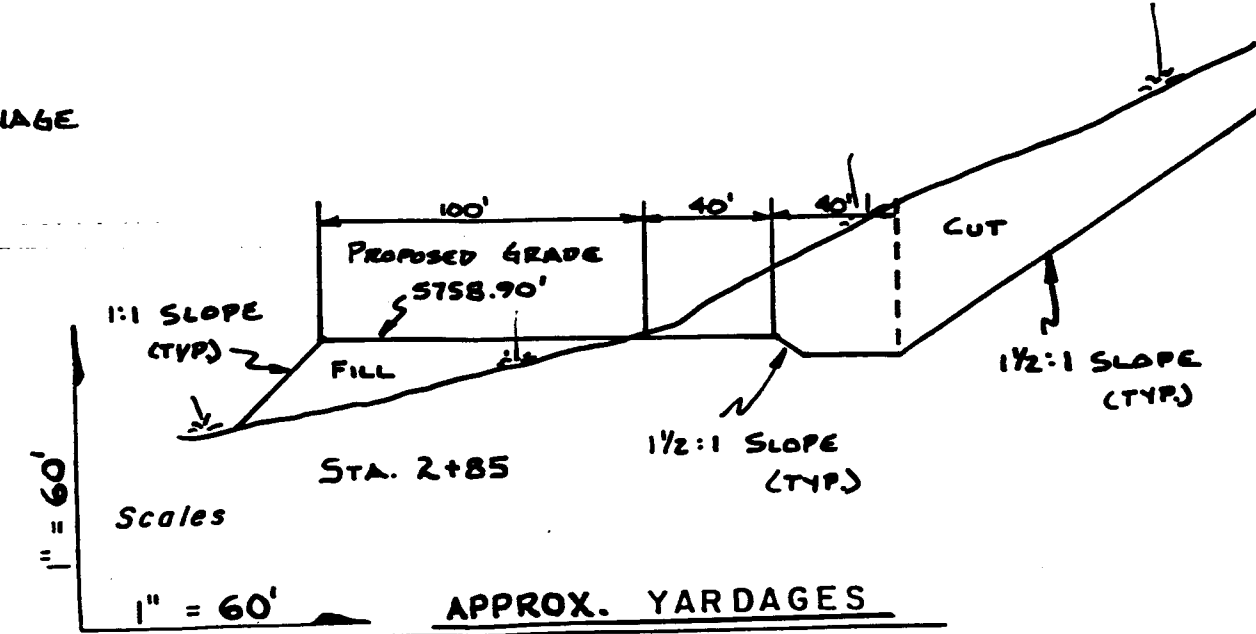 100'
40'
40'
CUT
PROPOSED GRADE
5758.90'
1:1 SLOPE
(TYP.)
FILL
1½:1 SLOPE
(TYP.)
1½:1 SLOPE
(TYP.)
STA. 2+85
1" = 60'
Scales
1" = 60'
APPROX. YARDAGES